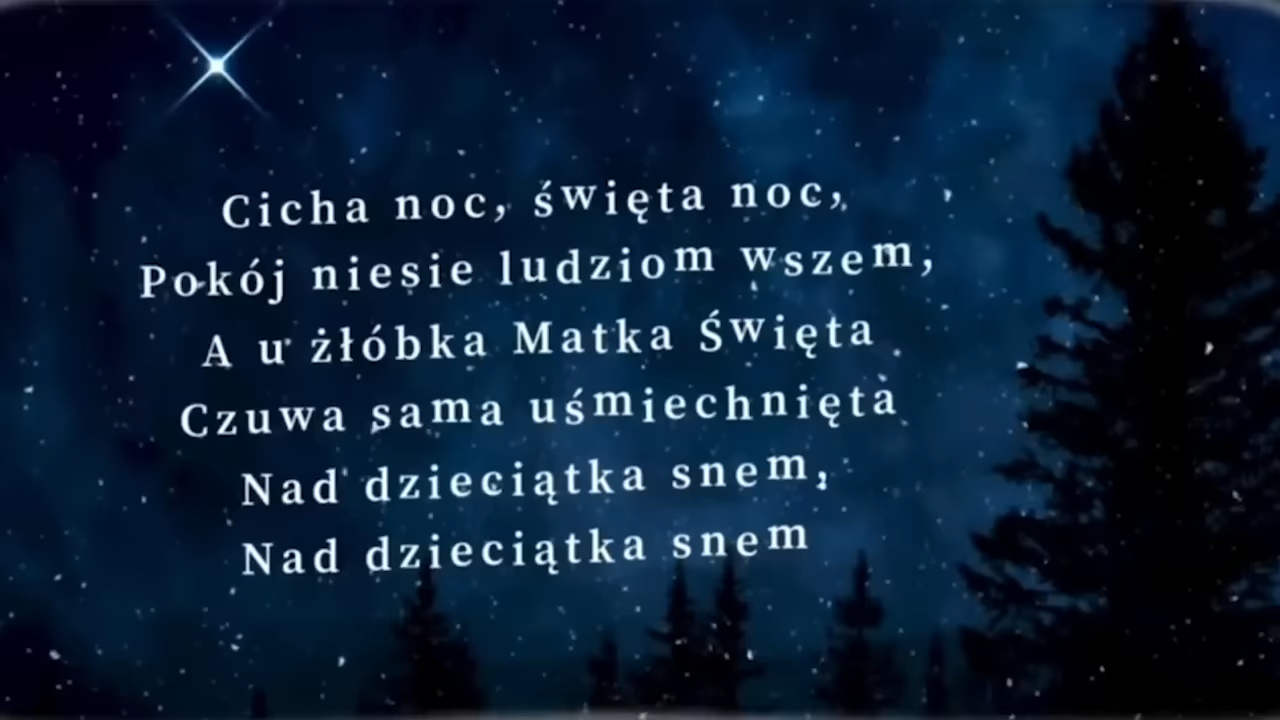 Cicha noc, święta noc,
Pokój niesie ludziom wszem,
A u żłóbka Matka Święta
Czuwa sama uśmiechnięta
Nad dzieciątka snem,
Nad dzieciątka snem